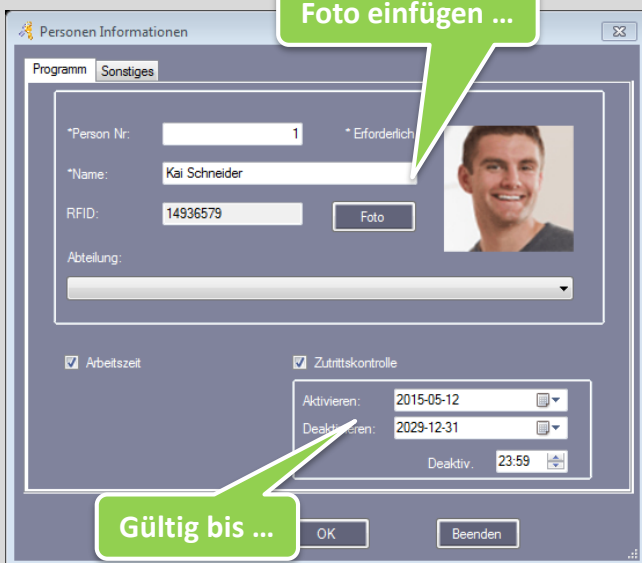 Foto einfügen ...
Personen Informationen
Programm Sonstiges
*Person Nr: 1 * Erforderlich
*Name: Kai Schneider
RFID: 14936579 Foto
Abteilung:
Arbeitszeit Zutrittskontrolle
Aktivieren: 2015-05-12
Deaktivieren: 2029-12-31
Deaktiv. 23:59
Gültig bis ...
OK Beenden